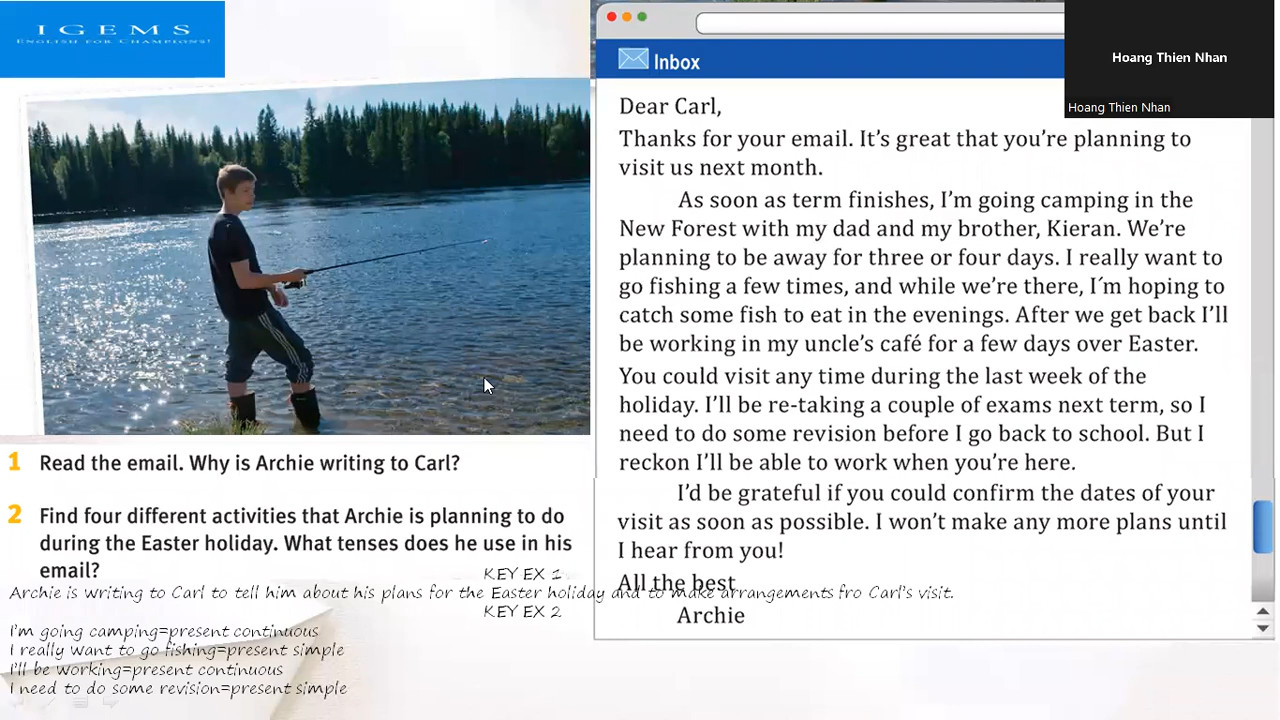 IGEMS
ENGLISH FOR CHAMPIONS!
Inbox
Hoang Thien Nhan
Hoang Thien Nhan
Dear Carl,
Thanks for your email. It's great that you're planning to
visit us next month.
As soon as term finishes, I'm going camping in the
New Forest with my dad and my brother, Kieran. We're
planning to be away for three or four days. I really want to
go fishing a few times, and while we're there, I´m hoping to
catch some fish to eat in the evenings. After we get back I'll
be working in my uncle's café for a few days over Easter.
You could visit any time during the last week of the
holiday. I'll be re-taking a couple of exams next term, so I
need to do some revision before I go back to school. But I
reckon I'll be able to work when you're here.
I'd be grateful if you could confirm the dates of your
visit as soon as possible. I won't make any more plans until
I hear from you!
All the best
Archie
1 Read the email. Why is Archie writing to Carl?
2 Find four different activities that Archie is planning to do
during the Easter holiday. What tenses does he use in his
email?
KEY EX 1
Archie is writing to Carl to tell him about his plans for the Easter holiday and to make arrangements fro Carl's visit.
KEY EX 2
I'm going camping=present continuous
I really want to go fishing=present simple
I'll be working=present continuous
I need to do some revision=present simple